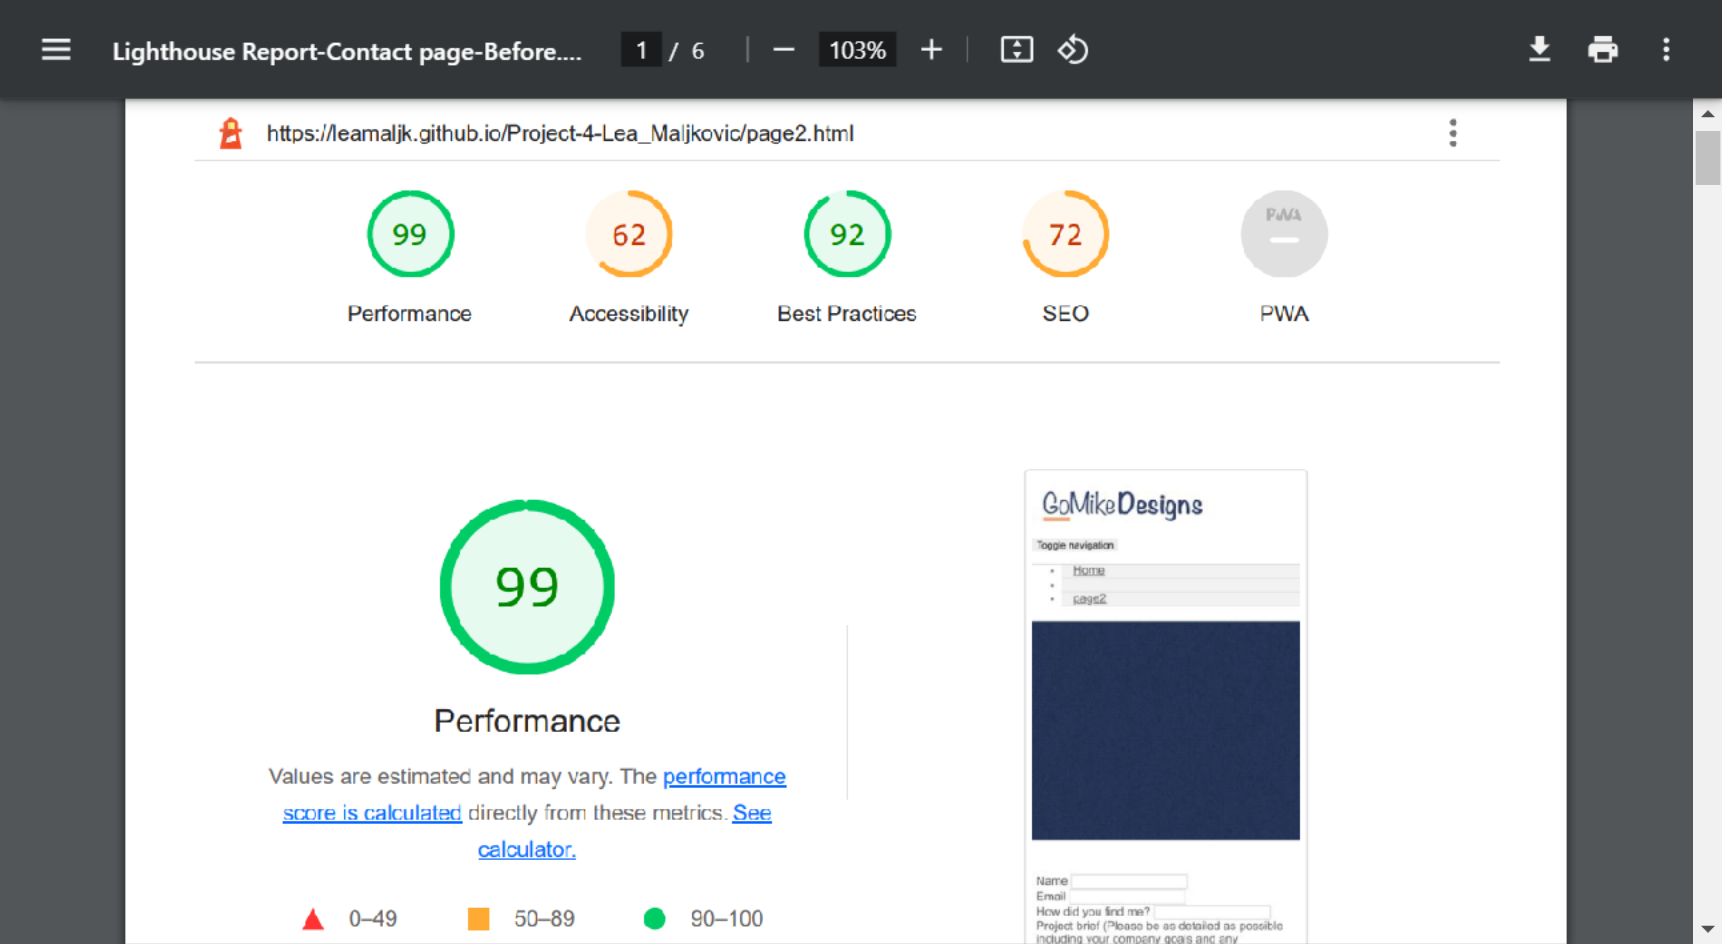 Lighthouse Report-Contact page-Before....
1 / 6
103%
https://leamaljk.github.io/Project-4-Lea_Maljkovic/page2.html
99
62
92
72
PWA
Performance
Accessibility
Best Practices
SEO
PWA
99
Performance
Values are estimated and may vary. The performance
score is calculated directly from these metrics. See
calculator.
0–49
50–89
90–100
GoMikeDesigns
Toggle navigation
Home
page2
Name
Email
How did you find me?
Project brief (Please be as detailed as possible
including your company goals and any